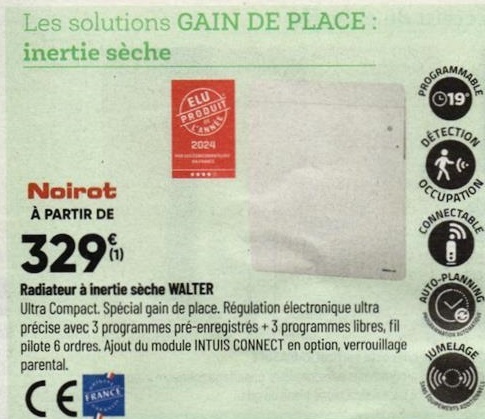 Les solutions GAIN DE PLACE :
inertie sèche
ELU
PRODUIT
DE
L'ANNÉE
2024
PROGRAMMABLE
19°
DÉTECTION
OCCUPATION
CONNECTABLE
AUTO-PLANNING
JUMELAGE
Noirot
À PARTIR DE
329€(1)
Radiateur à inertie sèche WALTER
Ultra Compact. Spécial gain de place. Régulation électronique ultra
précise avec 3 programmes pré-enregistrés + 3 programmes libres, fil
pilote 6 ordres. Ajout du module INTUIS CONNECT en option, verrouillage
parental.
CE
FRANCE